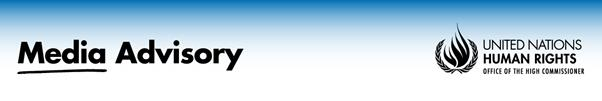 Media Advisory
UNITED NATIONS
HUMAN RIGHTS
OFFICE OF THE HIGH COMMISSIONER